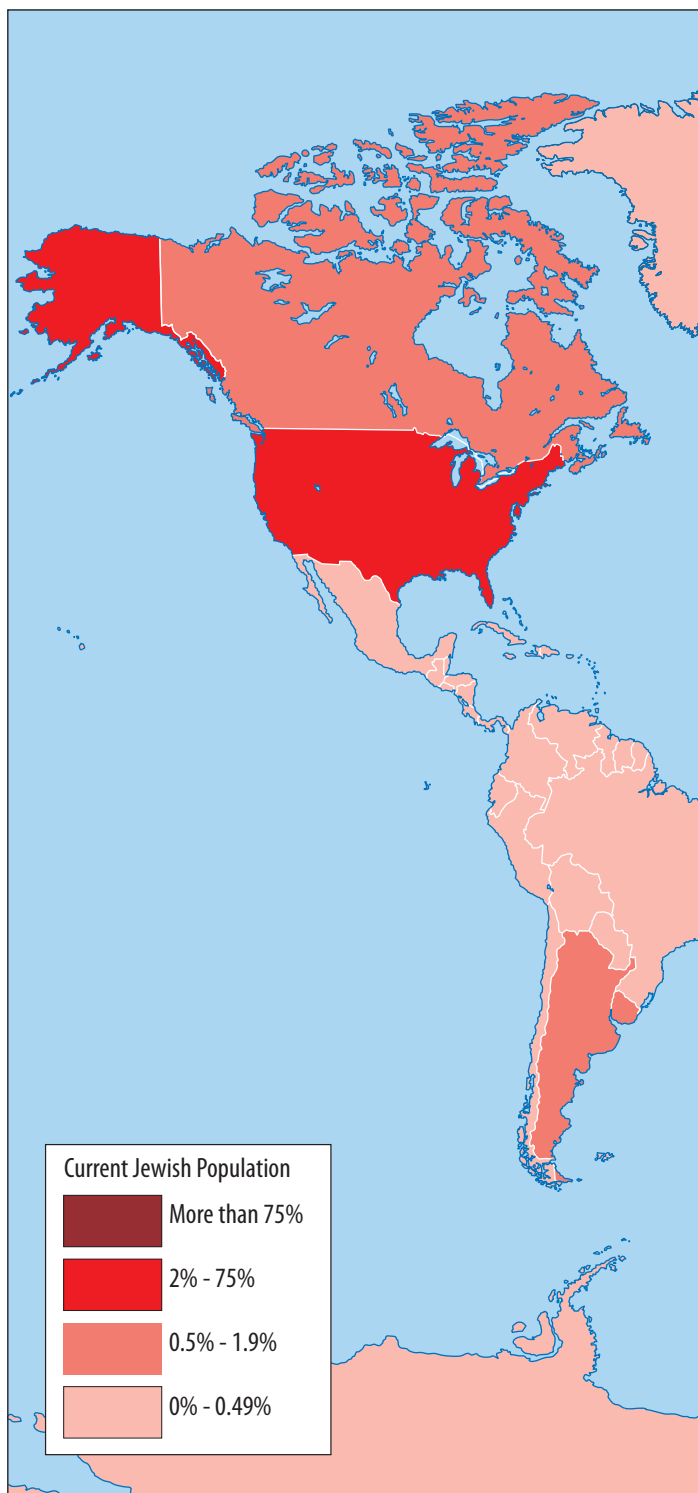 Current Jewish Population
More than 75%
2% - 75%
0.5% - 1.9%
0% - 0.49%